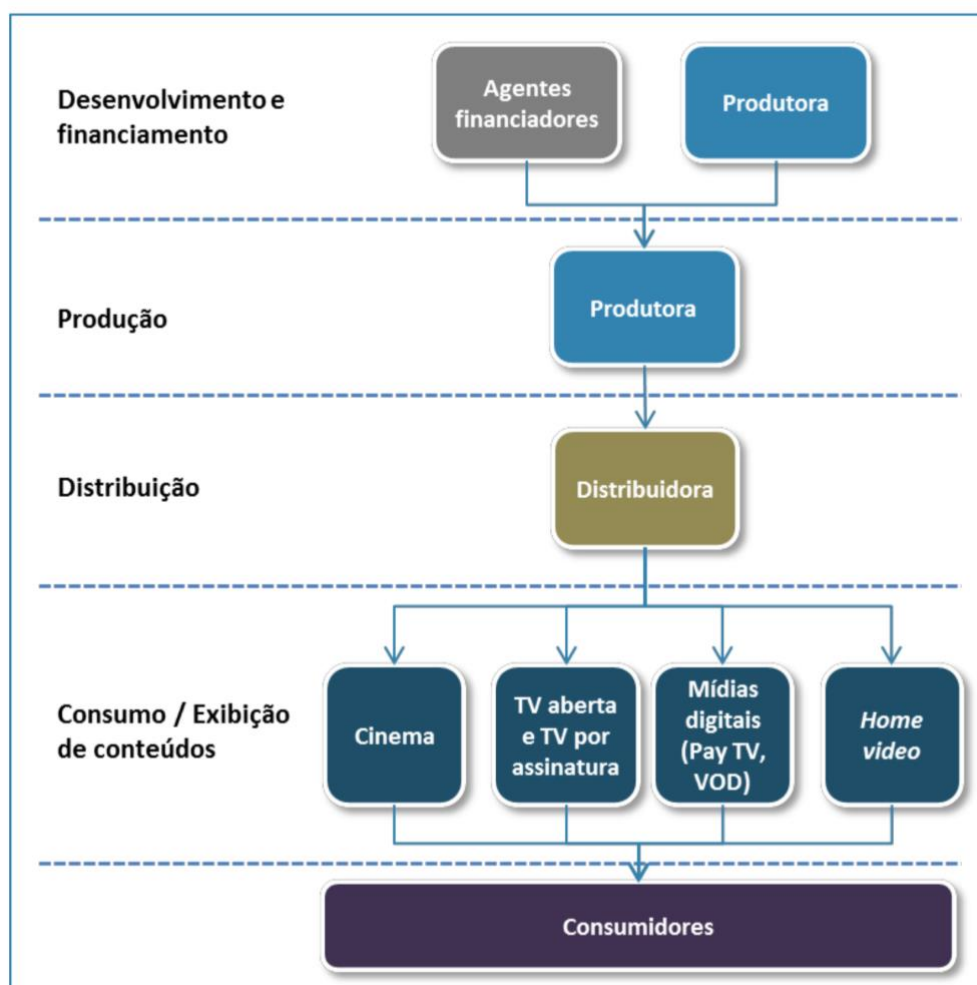 Desenvolvimento e
financiamento
Agentes
financiadores
Produtora
Produção
Produtora
Distribuição
Distribuidora
Consumo / Exibição
de conteúdos
Cinema
TV aberta
e TV por
assinatura
Mídias
digitais
(Pay TV,
VOD)
Home
video
Consumidores